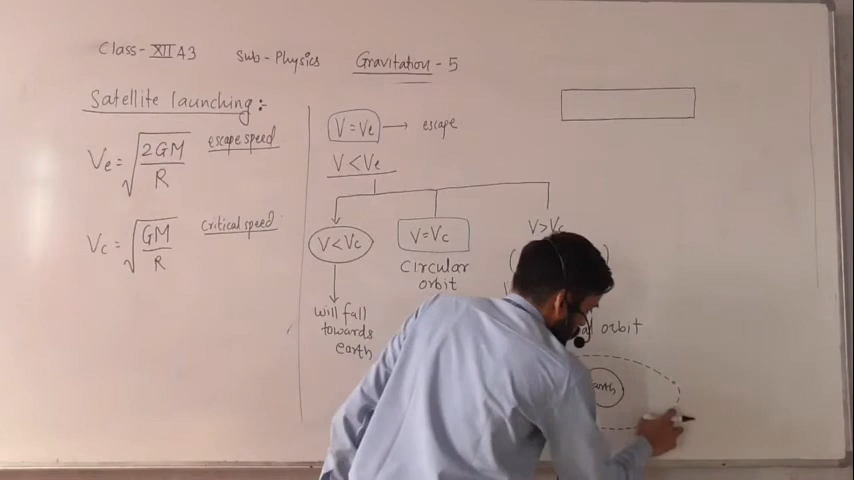 Class - XII A3 Sub - Physics Gravitation - 5
Satellite launching :-
Ve = √(2GM/R) escape speed
Vc = √(GM/R) Critical speed
V = Ve → escape
V < Ve
V < Vc
V = Vc
V > Vc
will fall
towards
earth
Circular
orbit
orbit